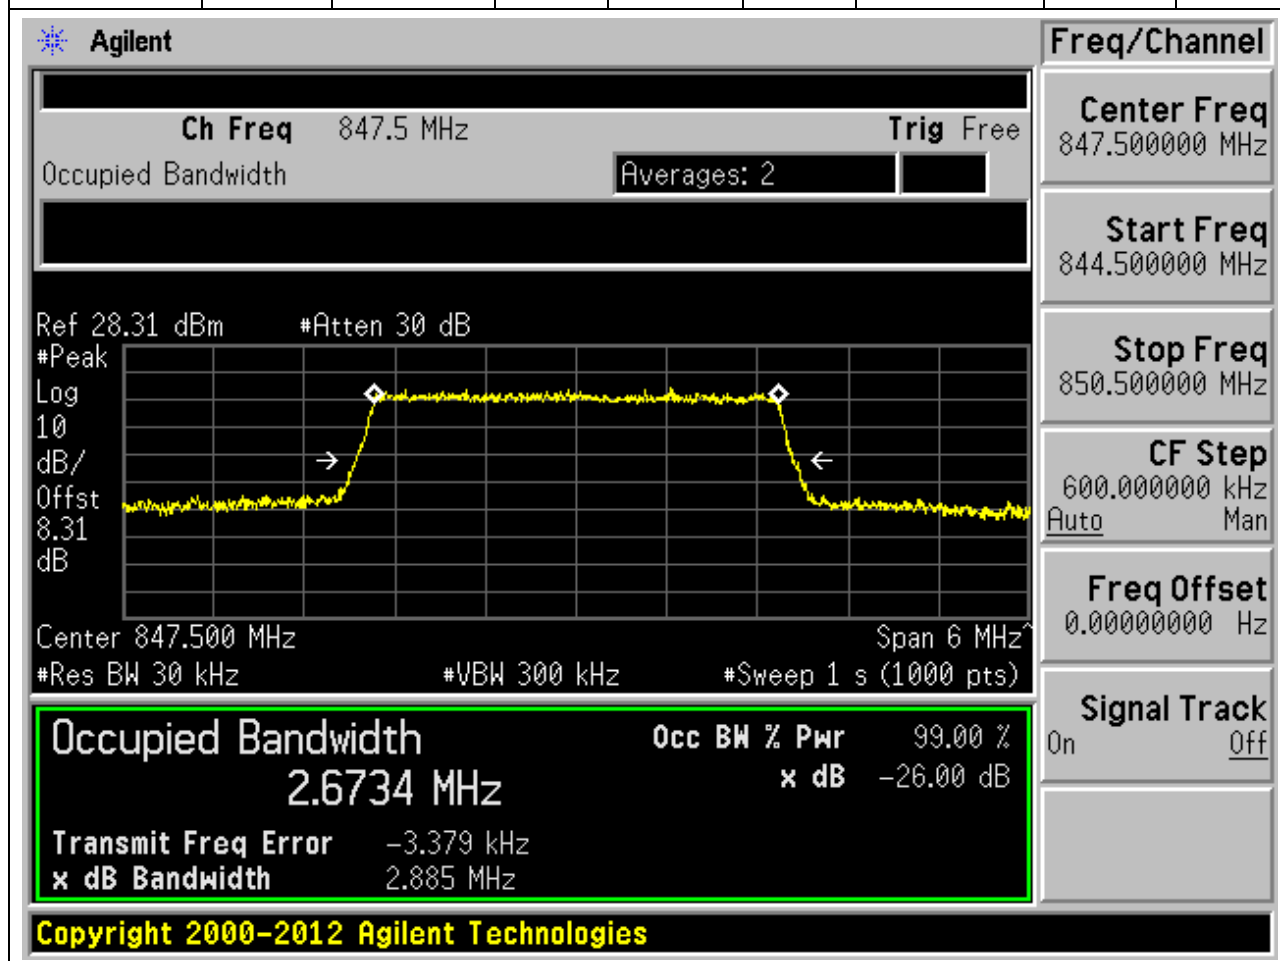 Agilent
Freq/Channel
Ch Freq 847.5 MHz Trig Free
Occupied Bandwidth Averages: 2
Center Freq
847.500000 MHz
Start Freq
844.500000 MHz
Stop Freq
850.500000 MHz
CF Step
600.000000 kHz
Auto Man
Freq Offset
0.00000000 Hz
Signal Track
On Off
Ref 28.31 dBm #Atten 30 dB
#Peak
Log
10
dB/
Offst
8.31
dB
Center 847.500 MHz Span 6 MHz^
#Res BW 30 kHz #VBW 300 kHz #Sweep 1 s (1000 pts)
Occupied Bandwidth Occ BW % Pwr 99.00 %
2.6734 MHz x dB -26.00 dB
Transmit Freq Error -3.379 kHz
x dB Bandwidth 2.885 MHz
Copyright 2000-2012 Agilent Technologies